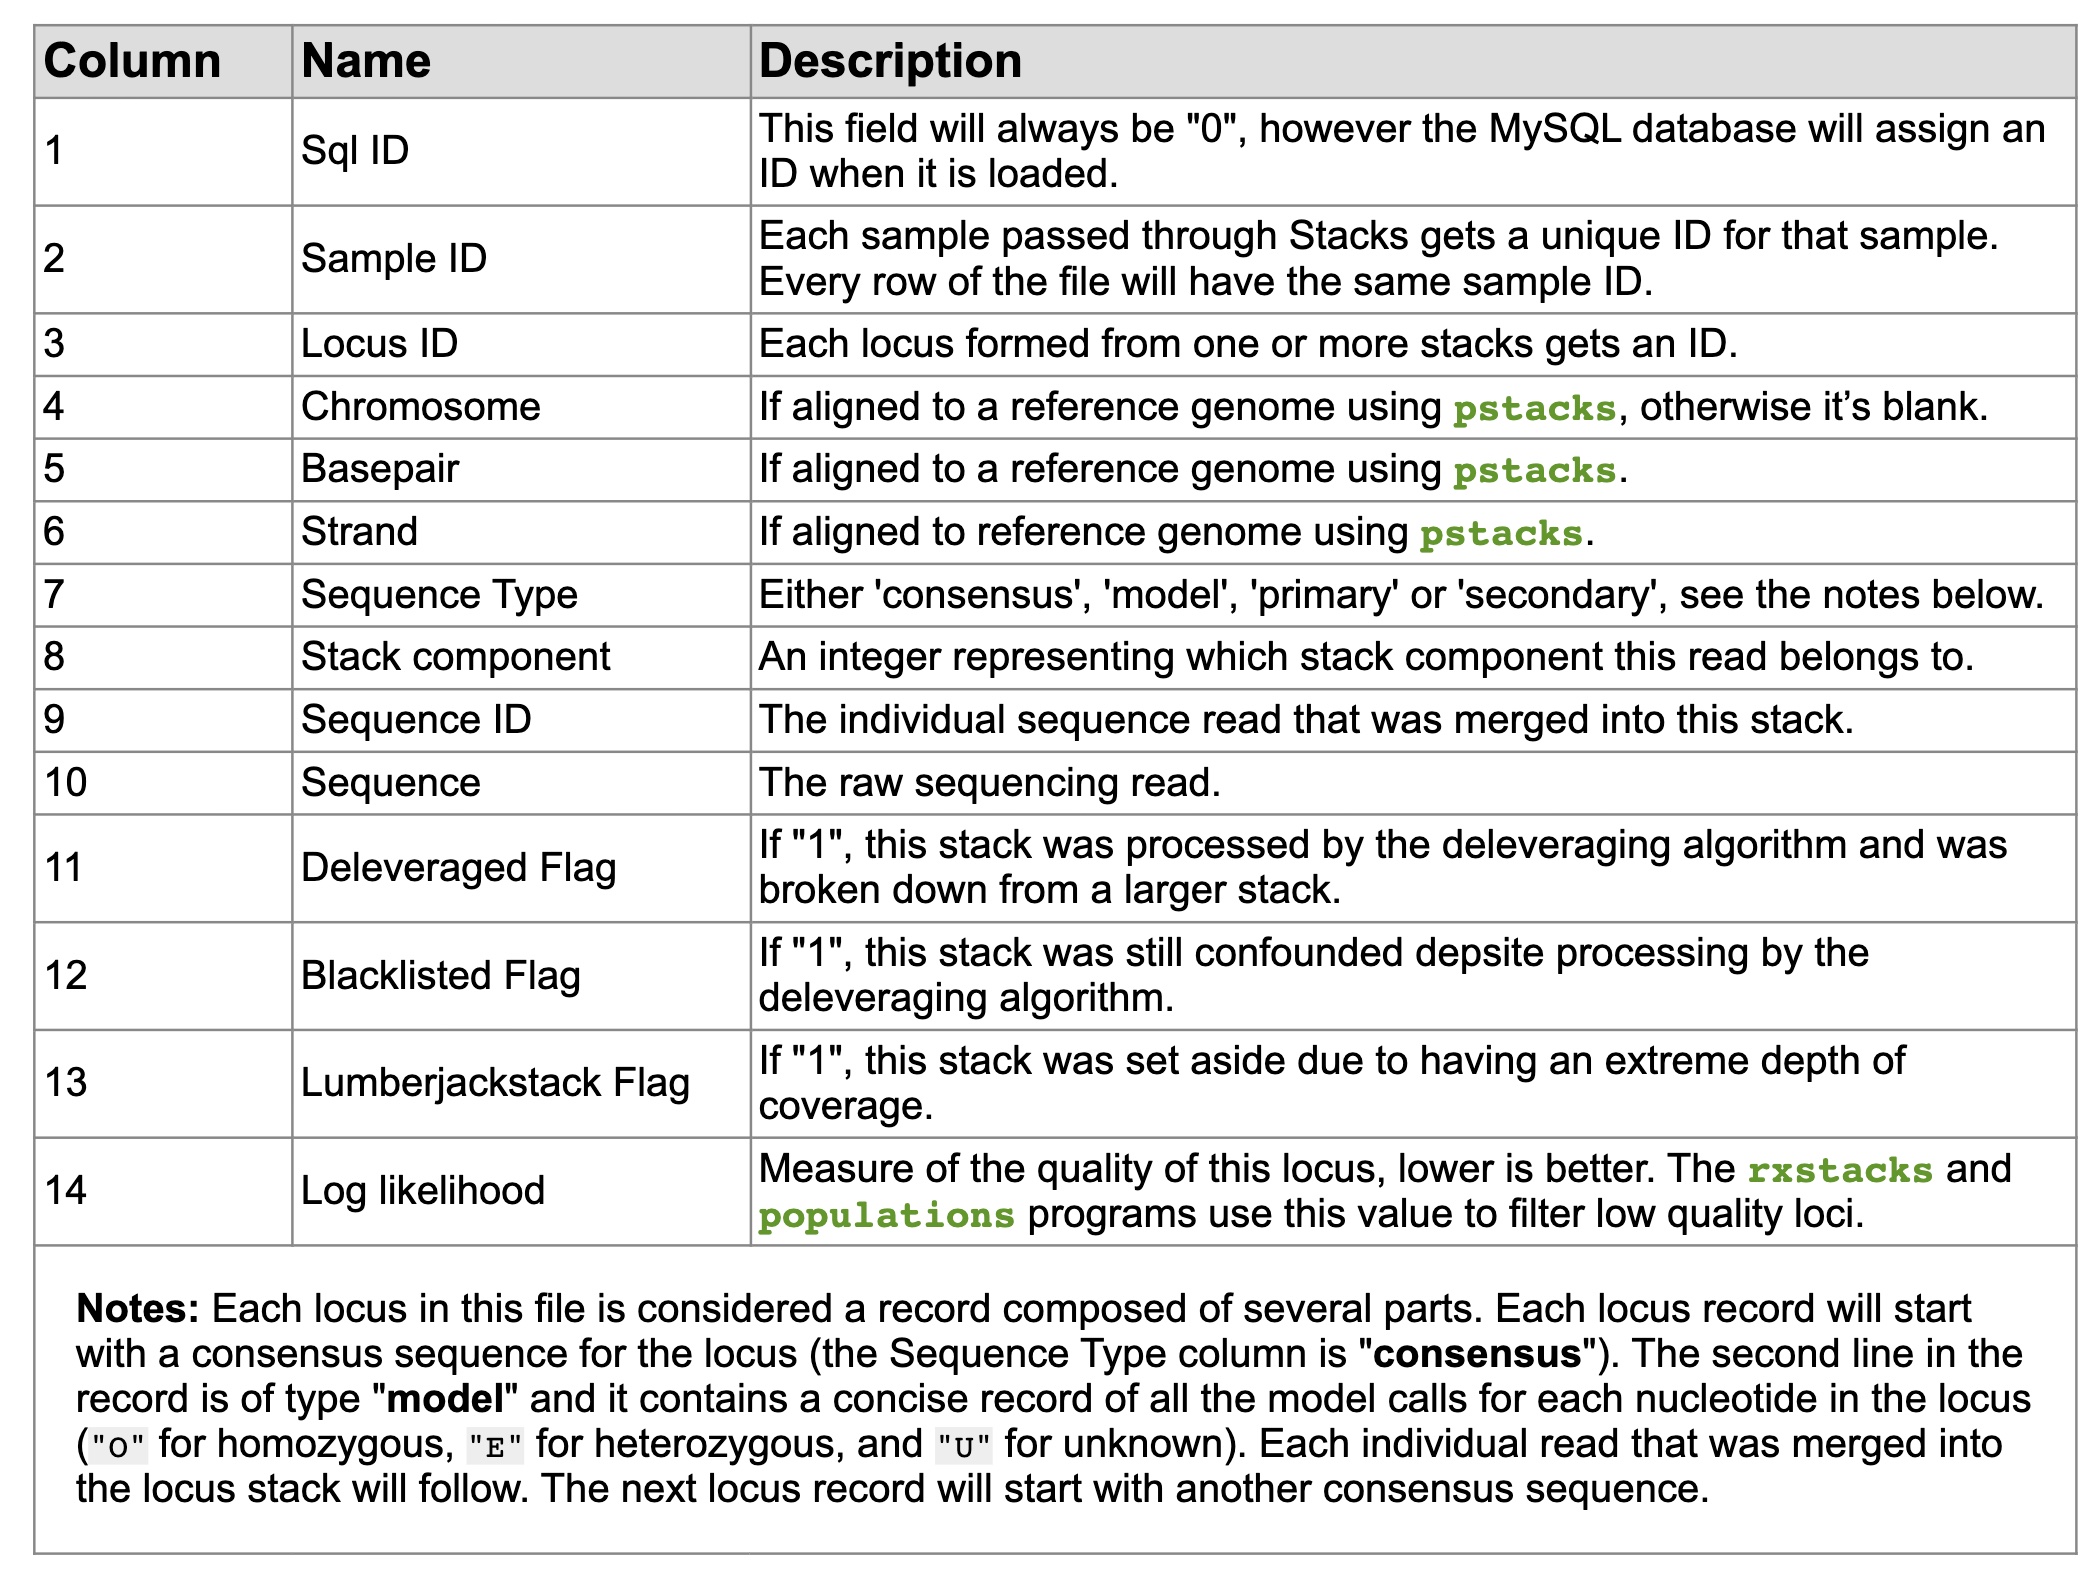 Column Name Description
1 Sql ID This field will always be "0", however the MySQL database will assign an
ID when it is loaded.
2 Sample ID Each sample passed through Stacks gets a unique ID for that sample.
Every row of the file will have the same sample ID.
3 Locus ID Each locus formed from one or more stacks gets an ID.
4 Chromosome If aligned to a reference genome using pstacks, otherwise it’s blank.
5 Basepair If aligned to a reference genome using pstacks.
6 Strand If aligned to reference genome using pstacks.
7 Sequence Type Either 'consensus', 'model', 'primary' or 'secondary', see the notes below.
8 Stack component An integer representing which stack component this read belongs to.
9 Sequence ID The individual sequence read that was merged into this stack.
10 Sequence The raw sequencing read.
11 Deleveraged Flag If "1", this stack was processed by the deleveraging algorithm and was
broken down from a larger stack.
12 Blacklisted Flag If "1", this stack was still confounded depsite processing by the
deleveraging algorithm.
13 Lumberjackstack Flag If "1", this stack was set aside due to having an extreme depth of
coverage.
14 Log likelihood Measure of the quality of this locus, lower is better. The rxstacks and
populations programs use this value to filter low quality loci.
Notes: Each locus in this file is considered a record composed of several parts. Each locus record will start
with a consensus sequence for the locus (the Sequence Type column is "consensus"). The second line in the
record is of type "model" and it contains a concise record of all the model calls for each nucleotide in the locus
("O" for homozygous, "E" for heterozygous, and "U" for unknown). Each individual read that was merged into
the locus stack will follow. The next locus record will start with another consensus sequence.